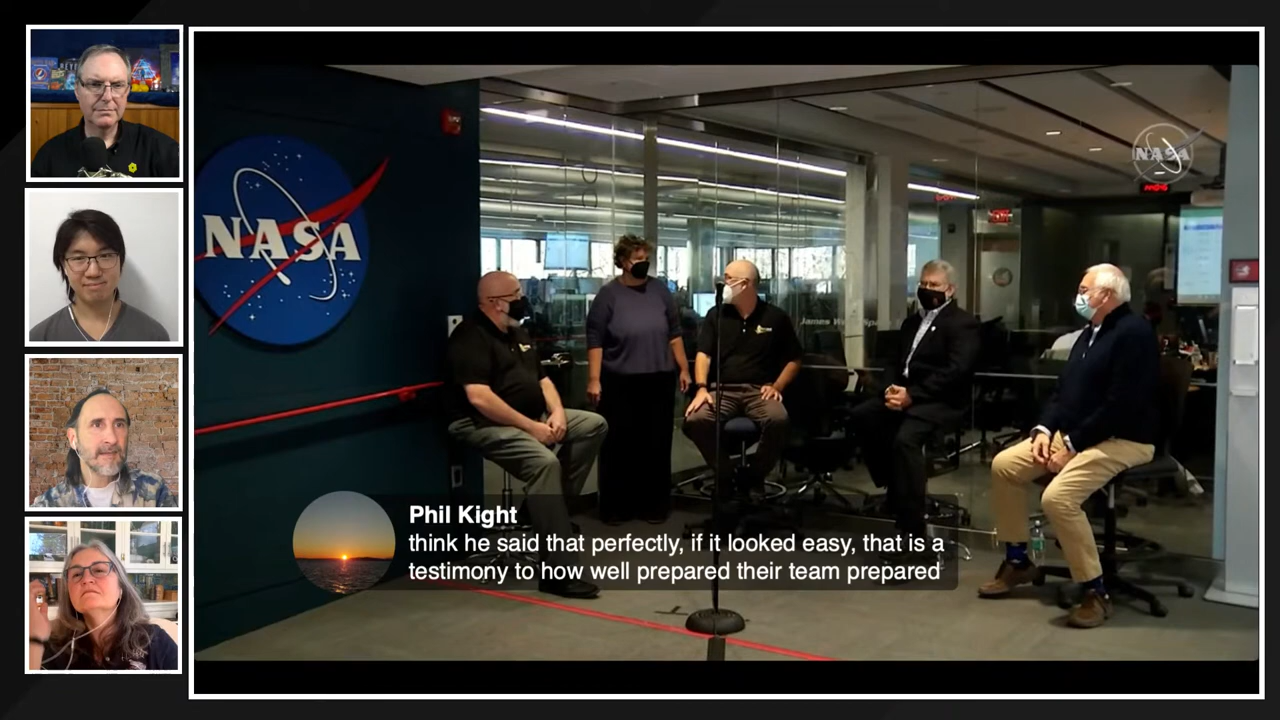 NASA
NASA
Phil Kight
think he said that perfectly, if it looked easy, that is a
testimony to how well prepared their team prepared